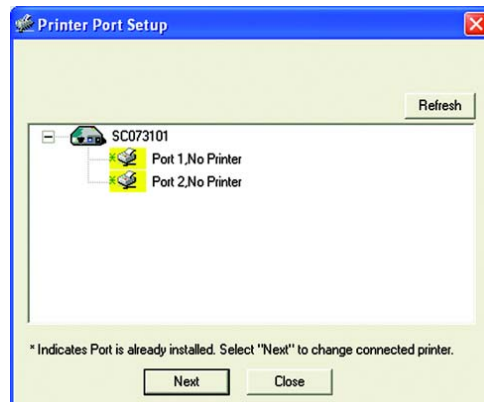 Printer Port Setup
Refresh
SC073101
* Port 1,No Printer
* Port 2,No Printer
* Indicates Port is already installed. Select "Next" to change connected printer.
Next
Close